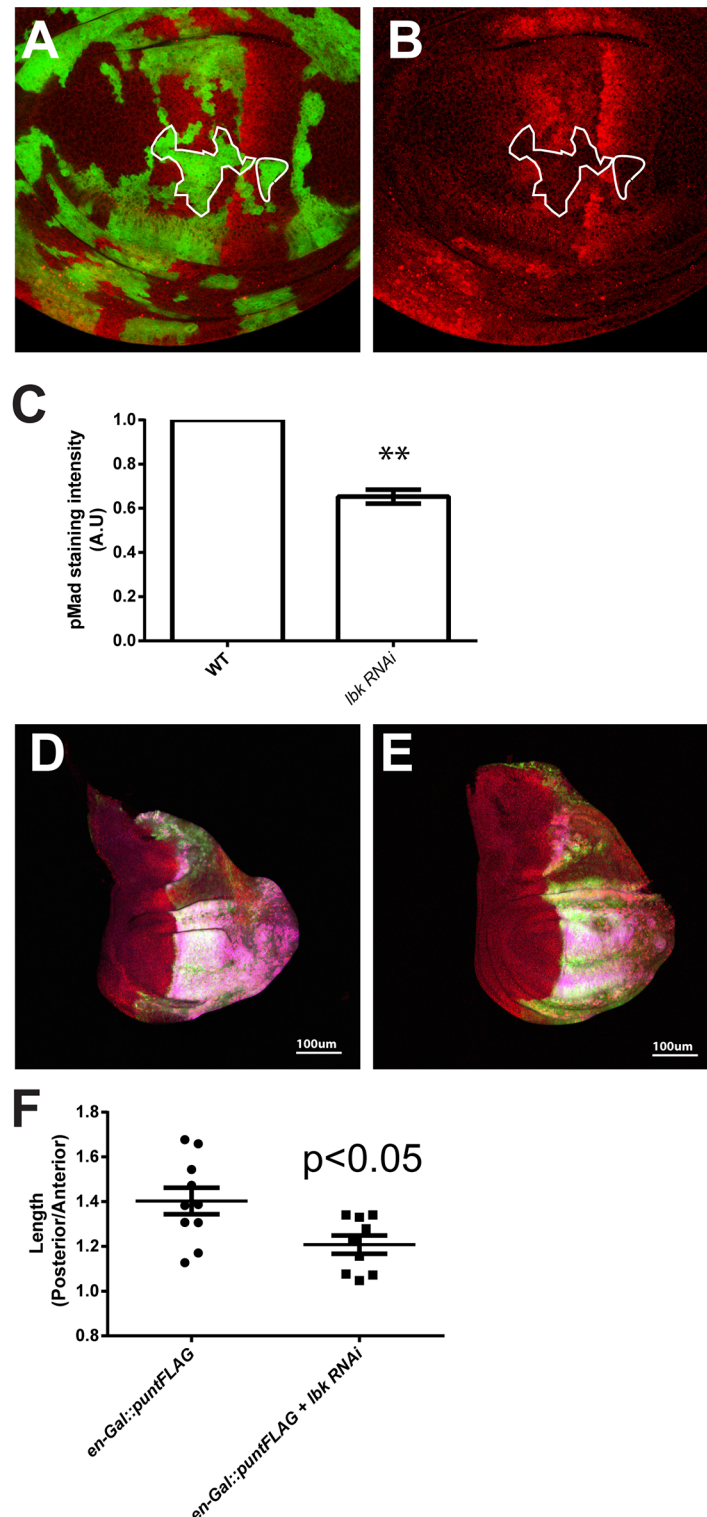 A
B
C
pMad staining intensity
(A.U)
1.0
0.8
0.6
0.4
0.2
0.0
**
WT
lbk RNAi
D
100um
E
100um
F
Length
(Posterior/Anterior)
1.8
1.6
1.4
1.2
1.0
0.8
p<0.05
en-Gal::puntFLAG
en-Gal::puntFLAG + lbk RNAi